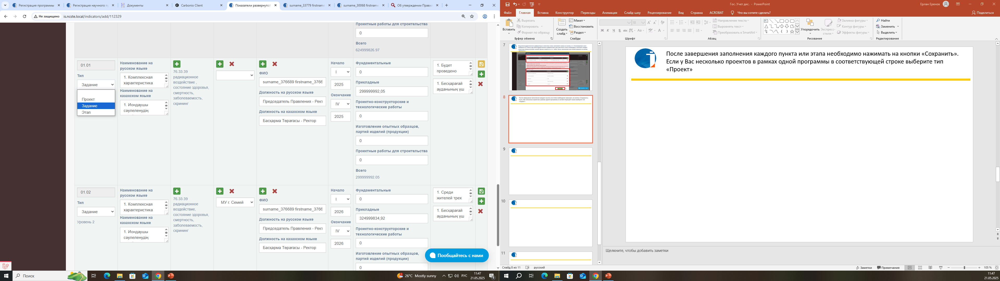 Регистрация программы
Регистрация научного пр
Документы
Carbonio Client
Показатели развернутой
surname_33779 firstname
surname_30068 firstname
Об утверждении Правил
Не защищено
is.ncste.local/indicators/add/112329
Проектные работы для строительства
0
Всего
624999826.97
01.01
Тип
Задание
Проект
Задание
Этап
Наименование на
русском языке
1. Комплексная
характеристика
Наименование на
казахском языке
1. Иондаушы
сәулеленудің
76.33.39
радиационное
воздействие ,
состояние здоровья,
смертность,
заболеваемость,
скрининг
ФИО
surname_376689 firstname_3766
Должность на русском языке
Председатель Правления - Рект
Должность на казахском языке
Басқарма Төрағасы - Ректор
Начало
I
2025
Окончание
IV
2025
Фундаментальные
0
Прикладные
299999992,05
Проектно-конструкторские и
технологические работы
0
Изготовление опытных образцов,
партий изделий (продукции)
0
Проектные работы для строительства
0
Всего
299999992.05
1. Будет
проведено
1. Бесқарағай
ауданының үш
01.02
Тип
Задание
Уровень 2
Наименование на
русском языке
1. Комплексная
характеристика
Наименование на
казахском языке
1. Иондаушы
сәулеленудің
76.33.39
радиационное
воздействие,
состояние здоровья,
смертность,
заболеваемость,
скрининг
МУ г. Семей
ФИО
surname_376689 firstname_3766
Должность на русском языке
Председатель Правления - Рект
Должность на казахском языке
Басқарма Төрағасы - Ректор
Начало
I
2026
Окончание
IV
2026
Фундаментальные
0
Прикладные
324999834,92
Проектно-конструкторские и
технологические работы
0
Изготовление опытных образцов,
партий изделий (продукции)
0
1. Среди
жителей трех
1. Бесқарағай
ауданының үш
Пообщайтесь с нами
Поиск
26°C Mostly sunny
РУС
11:47
21.05.2025
6
Гос. Учет дис. - PowerPoint
Ерлан Еренов
Файл Главная Вставка Конструктор Переходы Анимация Слайд-шоу Рецензирование Вид Справка ACROBAT Что вы хотите сделать?
Поделиться
Вставить
Вырезать
Копировать
Формат по образцу
Буфер обмена
Создать
слайд
Макет
Восстановить
Раздел
Слайды
18
Ж К Ч S abc AV Aa
Шрифт
Направление текста
Выровнять текст
Преобразовать в SmartArt
Абзац
Упорядочить
Экспресс-
стили
Заливка фигуры
Контур фигуры
Эффекты фигуры
Рисование
Найти
Заменить
Выделить
Редактирование
7
8
9
10
11
После завершения заполнения каждого пункта или этапа необходимо нажимать на кнопки «Сохранить».
Если у Вас несколько проектов в рамках одной программы в соответствующей строке выберите тип
«Проект»
Щелкните, чтобы добавить заметки
Слайд 8 из 11
русский
Заметки
Примечания
105 %
11:47
21.05.2025